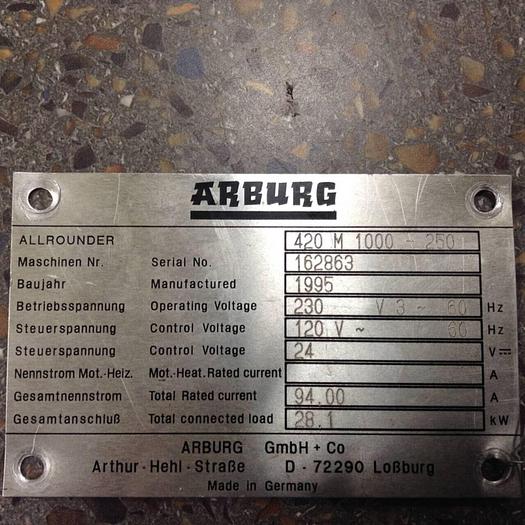 ARBURG
ALLROUNDER 420 M 1000 - 250
Maschinen Nr. Serial No. 162863
Baujahr Manufactured 1995
Betriebsspannung Operating Voltage 230 V 3 ~ 60 Hz
Steuerspannung Control Voltage 120 V ~ 60 Hz
Steuerspannung Control Voltage 24 V
Nennstrom Mot.-Heiz. Mot.-Heat. Rated current A
Gesamtnennstrom Total Rated current 94.00 A
Gesamtanschluß Total connected load 28.1 kW
ARBURG GmbH + Co
Arthur - Hehl - Straße D - 72290 Loßburg
Made in Germany